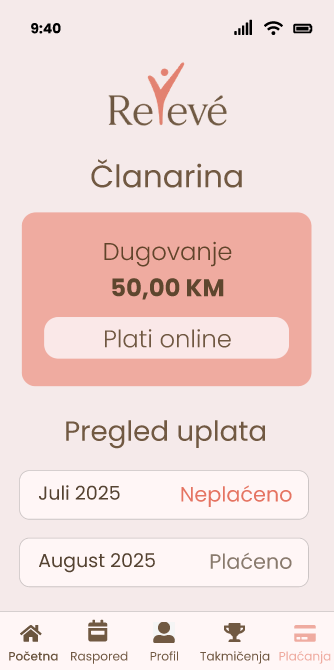 9:40
Relevé
Članarina
Dugovanje
50,00 KM
Plati online
Pregled uplata
Juli 2025 Neplaćeno
August 2025 Plaćeno
Početna Raspored Profil Takmičenja Plaćanja